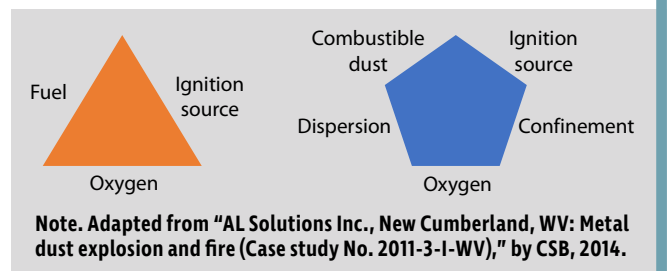 Fuel
Ignition
source
Oxygen
Combustible
dust
Ignition
source
Dispersion
Confinement
Oxygen
Note. Adapted from “AL Solutions Inc., New Cumberland, WV: Metal
dust explosion and fire (Case study No. 2011-3-I-WV),” by CSB, 2014.